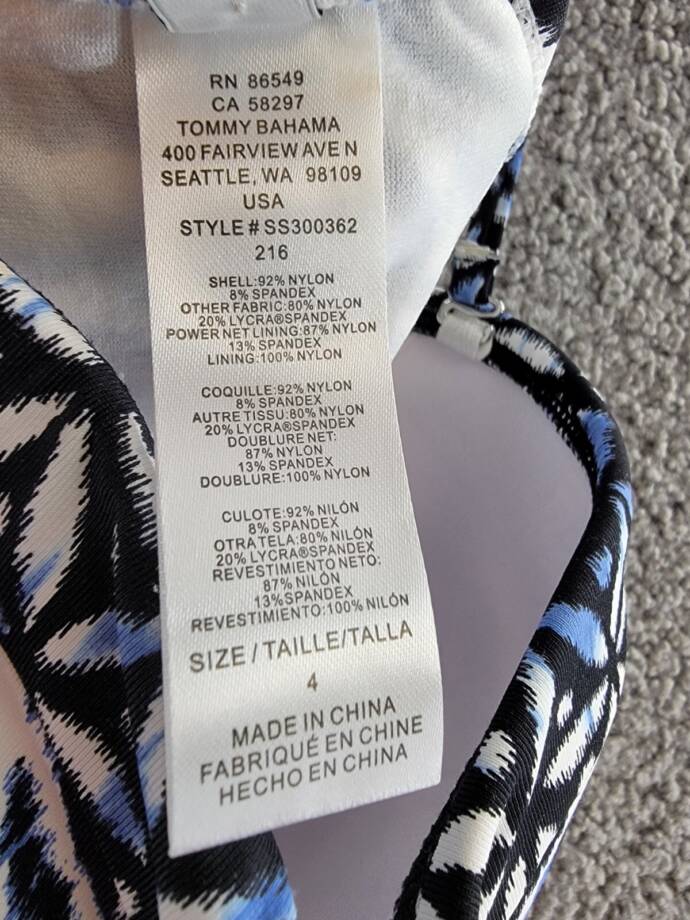 RN 86549
CA 58297
TOMMY BAHAMA
400 FAIRVIEW AVE N
SEATTLE, WA 98109
USA
STYLE # SS300362
216
SHELL:92% NYLON
8% SPANDEX
OTHER FABRIC:80% NYLON
20% LYCRA®SPANDEX
POWER NET LINING:87% NYLON
13% SPANDEX
LINING:100% NYLON
COQUILLE:92% NYLON
8% SPANDEX
AUTRE TISSU:80% NYLON
20% LYCRA®SPANDEX
DOUBLURE NET:
87% NYLON
13% SPANDEX
DOUBLURE:100% NYLON
CULOTE:92% NILÓN
8% SPANDEX
OTRA TELA:80% NILÓN
20% LYCRA®SPANDEX
REVESTIMIENTO NETO:
87% NILÓN
13%SPANDEX
REVESTIMIENTO:100% NILÓN
SIZE / TAILLE/TALLA
4
MADE IN CHINA
FABRIQUÉ EN CHINE
HECHO EN CHINA